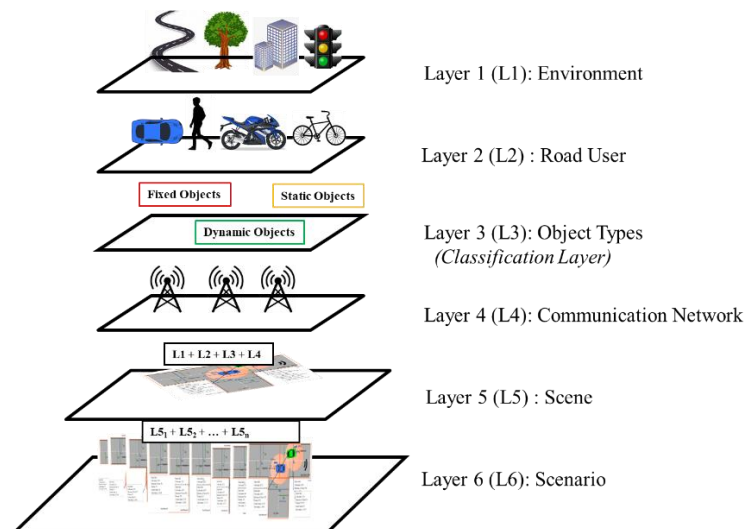 Layer 1 (L1): Environment
Layer 2 (L2) : Road User
Fixed Objects
Static Objects
Dynamic Objects
Layer 3 (L3): Object Types
(Classification Layer)
Layer 4 (L4): Communication Network
L1 + L2 + L3 + L4
Layer 5 (L5) : Scene
L5₁ + L5₂ + … + L5ₙ
Layer 6 (L6): Scenario